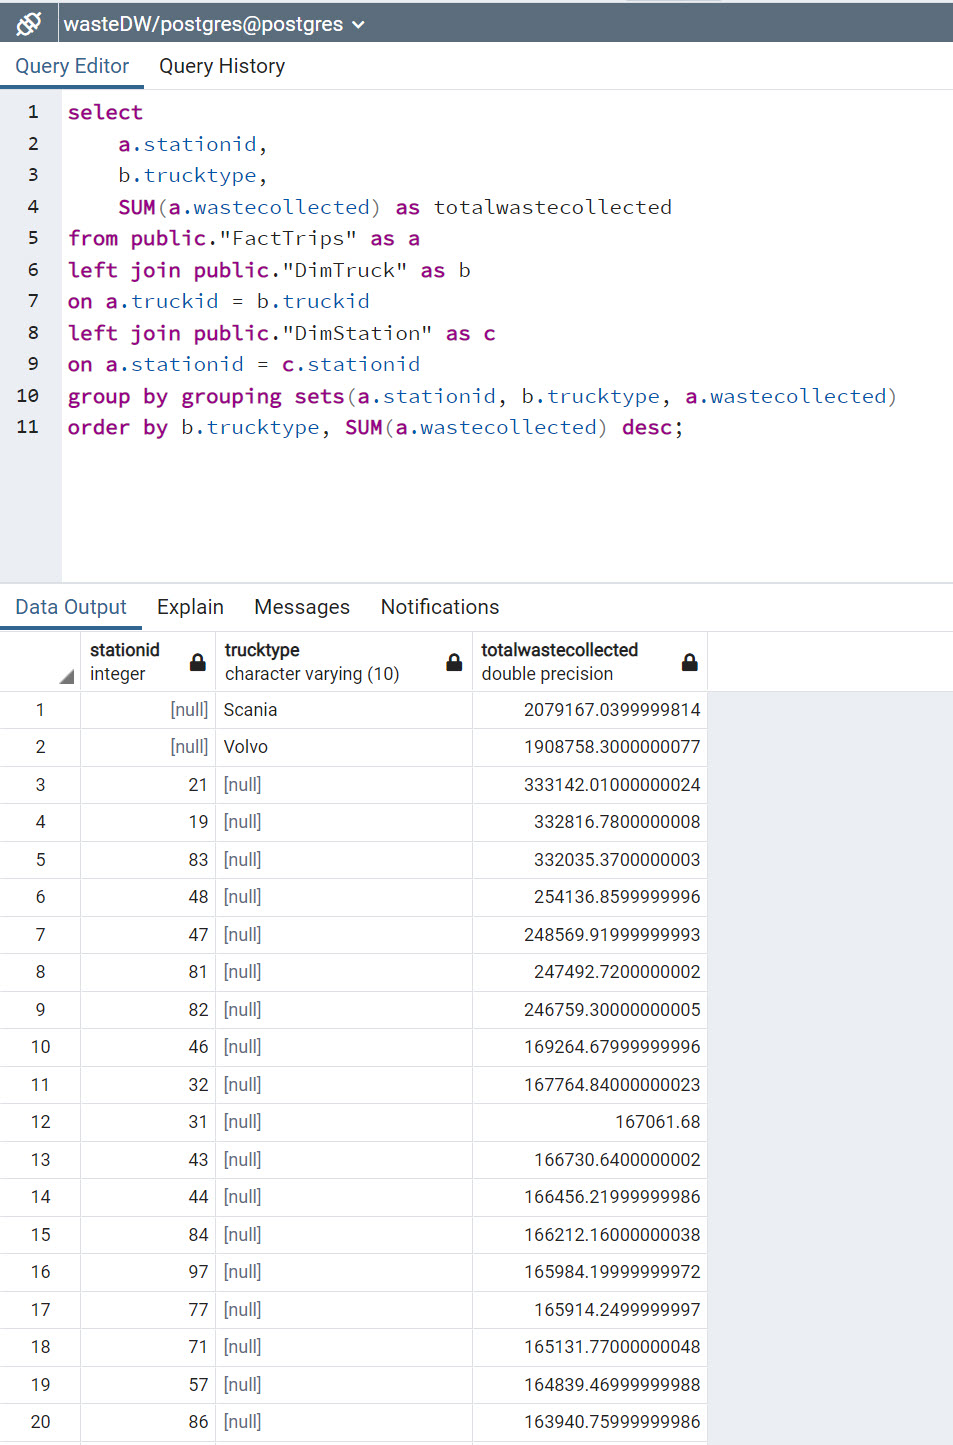 wasteDW/postgres@postgres
Query Editor Query History
1 select
2 a.stationid,
3 b.trucktype,
4 SUM(a.wastecollected) as totalwastecollected
5 from public."FactTrips" as a
6 left join public."DimTruck" as b
7 on a.truckid = b.truckid
8 left join public."DimStation" as c
9 on a.stationid = c.stationid
10 group by grouping sets(a.stationid, b.trucktype, a.wastecollected)
11 order by b.trucktype, SUM(a.wastecollected) desc;
Data Output Explain Messages Notifications
stationid trucktype totalwastecollected
integer character varying (10) double precision
1 [null] Scania 2079167.0399999814
2 [null] Volvo 1908758.3000000077
3 21 [null] 333142.01000000024
4 19 [null] 332816.7800000008
5 83 [null] 332035.3700000003
6 48 [null] 254136.8599999996
7 47 [null] 248569.91999999993
8 81 [null] 247492.7200000002
9 82 [null] 246759.30000000005
10 46 [null] 169264.67999999996
11 32 [null] 167764.84000000023
12 31 [null] 167061.68
13 43 [null] 166730.6400000002
14 44 [null] 166456.21999999986
15 84 [null] 166212.16000000038
16 97 [null] 165984.19999999972
17 77 [null] 165914.2499999997
18 71 [null] 165131.77000000048
19 57 [null] 164839.46999999988
20 86 [null] 163940.75999999986